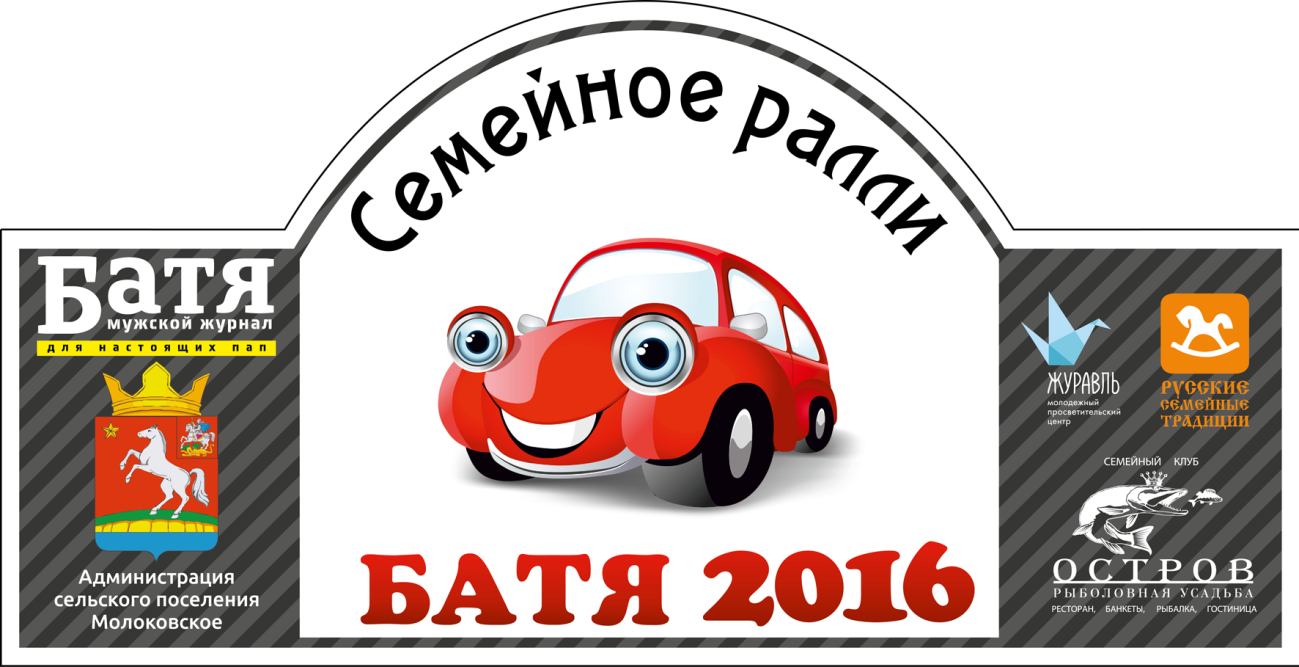 Семейное ралли
Батя
мужской журнал
для настоящих пап
Администрация
сельского поселения
Молоковское
БАТЯ 2016
ЖУРАВЛЬ
молодежный
просветительский
центр
РУССКИЕ
СЕМЕЙНЫЕ
ТРАДИЦИИ
СЕМЕЙНЫЙ КЛУБ
ОСТРОВ
РЫБОЛОВНАЯ УСАДЬБА
РЕСТОРАН, БАНКЕТЫ, РЫБАЛКА, ГОСТИНИЦА